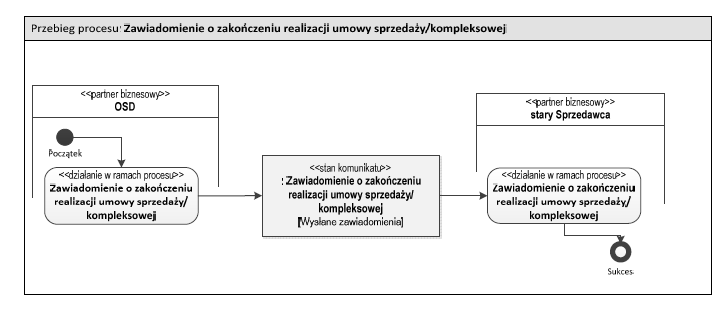 Przebieg procesu: Zawiadomienie o zakończeniu realizacji umowy sprzedaży/kompleksowej
<<partner biznesowy>>
OSD
Początek
<<działanie w ramach procesu>>
Zawiadomienie o zakończeniu
realizacji umowy sprzedaży/
kompleksowej
<<stan komunikatu>>
: Zawiadomienie o zakończeniu
realizacji umowy sprzedaży/
kompleksowej
[Wysłane zawiadomienia]
<<partner biznesowy>>
stary Sprzedawca
<<działanie w ramach procesu>>
Zawiadomienie o zakończeniu
realizacji umowy sprzedaży/
kompleksowej
Sukces